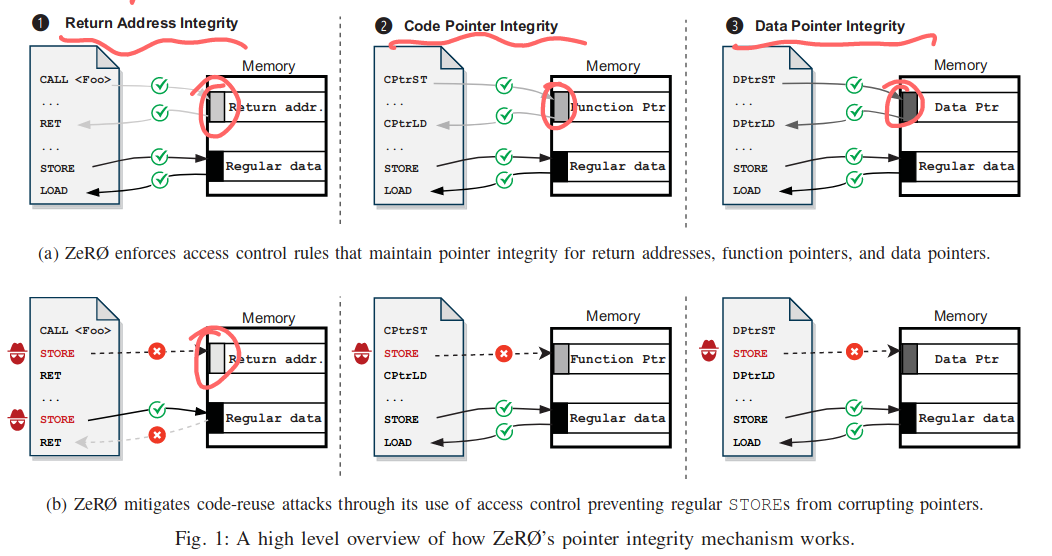 1 Return Address Integrity
Memory
CALL <Foo>
...
RET
...
STORE
LOAD
Return addr.
Regular data
2 Code Pointer Integrity
Memory
CPtrST
...
CPtrLD
...
STORE
LOAD
Function Ptr
Regular data
3 Data Pointer Integrity
Memory
DPtrST
...
DPtrLD
...
STORE
LOAD
Data Ptr
Regular data
(a) ZeRØ enforces access control rules that maintain pointer integrity for return addresses, function pointers, and data pointers.
Memory
CALL <Foo>
STORE
RET
...
STORE
RET
Return addr.
Regular data
Memory
CPtrST
STORE
CPtrLD
...
STORE
LOAD
Function Ptr
Regular data
Memory
DPtrST
STORE
DPtrLD
...
STORE
LOAD
Data Ptr
Regular data
(b) ZeRØ mitigates code-reuse attacks through its use of access control preventing regular STOREs from corrupting pointers.
Fig. 1: A high level overview of how ZeRØ's pointer integrity mechanism works.